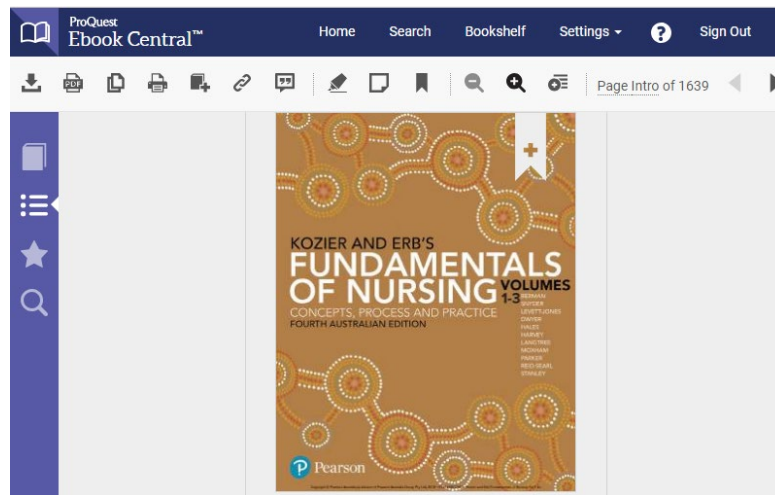 ProQuest
Ebook Central™
Home Search Bookshelf Settings ? Sign Out
PDF
Page Intro of 1639
KOZIER AND ERB'S
FUNDAMENTALS
OF NURSING
VOLUMES
1-3
CONCEPTS, PROCESS AND PRACTICE
FOURTH AUSTRALIAN EDITION
BERMAN
SNYDER
LEVETT-JONES
DWYER
HALES
HARVEY
LANGTREE
MOXHAM
PARKER
REID-SEARL
STANLEY
P Pearson